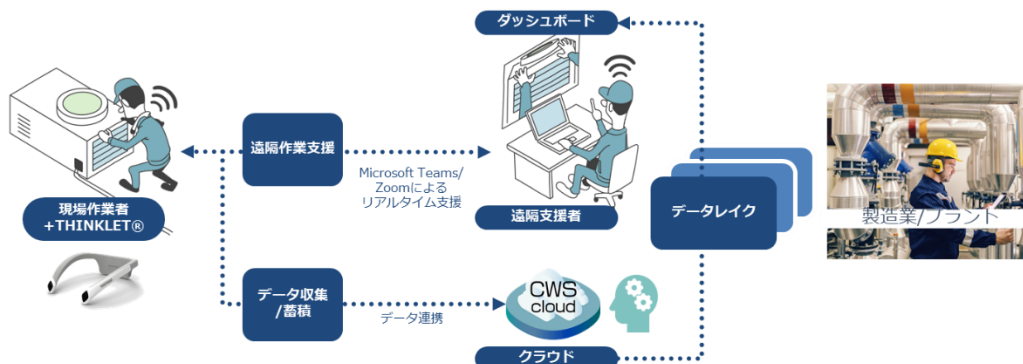 ダッシュボード
遠隔作業支援
Microsoft Teams/
Zoomによる
リアルタイム支援
現場作業者
+THINKLET®
遠隔支援者
データレイク
製造業/プラント
データ収集
/蓄積
データ連携
CWS
cloud
クラウド